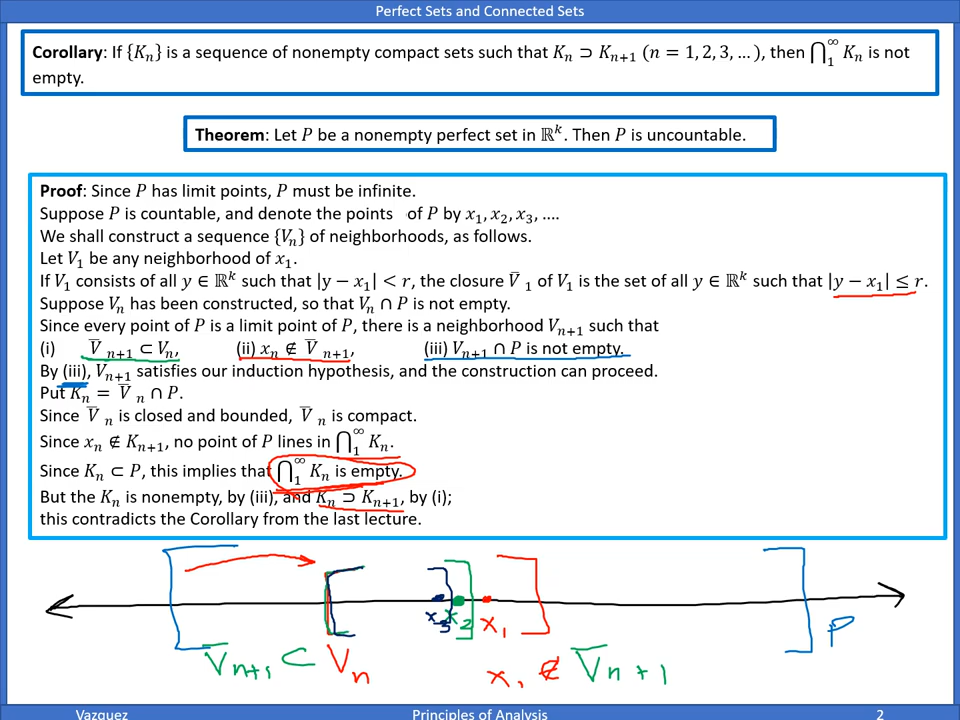 Perfect Sets and Connected Sets
Corollary: If {Kₙ} is a sequence of nonempty compact sets such that Kₙ ⊃ Kₙ₊₁ (n = 1, 2, 3, …), then ⋂₁^∞ Kₙ is not
empty.
Theorem: Let P be a nonempty perfect set in ℝᵏ. Then P is uncountable.
Proof: Since P has limit points, P must be infinite.
Suppose P is countable, and denote the points of P by x₁, x₂, x₃, ....
We shall construct a sequence {Vₙ} of neighborhoods, as follows.
Let V₁ be any neighborhood of x₁.
If V₁ consists of all y ∈ ℝᵏ such that |y − x₁| < r, the closure V̄ ₁ of V₁ is the set of all y ∈ ℝᵏ such that |y − x₁| ≤ r.
Suppose Vₙ has been constructed, so that Vₙ ∩ P is not empty.
Since every point of P is a limit point of P, there is a neighborhood Vₙ₊₁ such that
(i) V̄ ₙ₊₁ ⊂ Vₙ, (ii) xₙ ∉ V̄ ₙ₊₁, (iii) Vₙ₊₁ ∩ P is not empty.
By (iii), Vₙ₊₁ satisfies our induction hypothesis, and the construction can proceed.
Put Kₙ = V̄ ₙ ∩ P.
Since V̄ ₙ is closed and bounded, V̄ ₙ is compact.
Since xₙ ∉ Kₙ₊₁, no point of P lines in ⋂₁^∞ Kₙ.
Since Kₙ ⊂ P, this implies that ⋂₁^∞ Kₙ is empty.
But the Kₙ is nonempty, by (iii), and Kₙ ⊃ Kₙ₊₁, by (i);
this contradicts the Corollary from the last lecture.
x₃ x₂ x₁ P
V̄ₙ₊₁ ⊂ Vₙ x₁ ∉ V̄ₙ₊₁
Vazquez Principles of Analysis 2